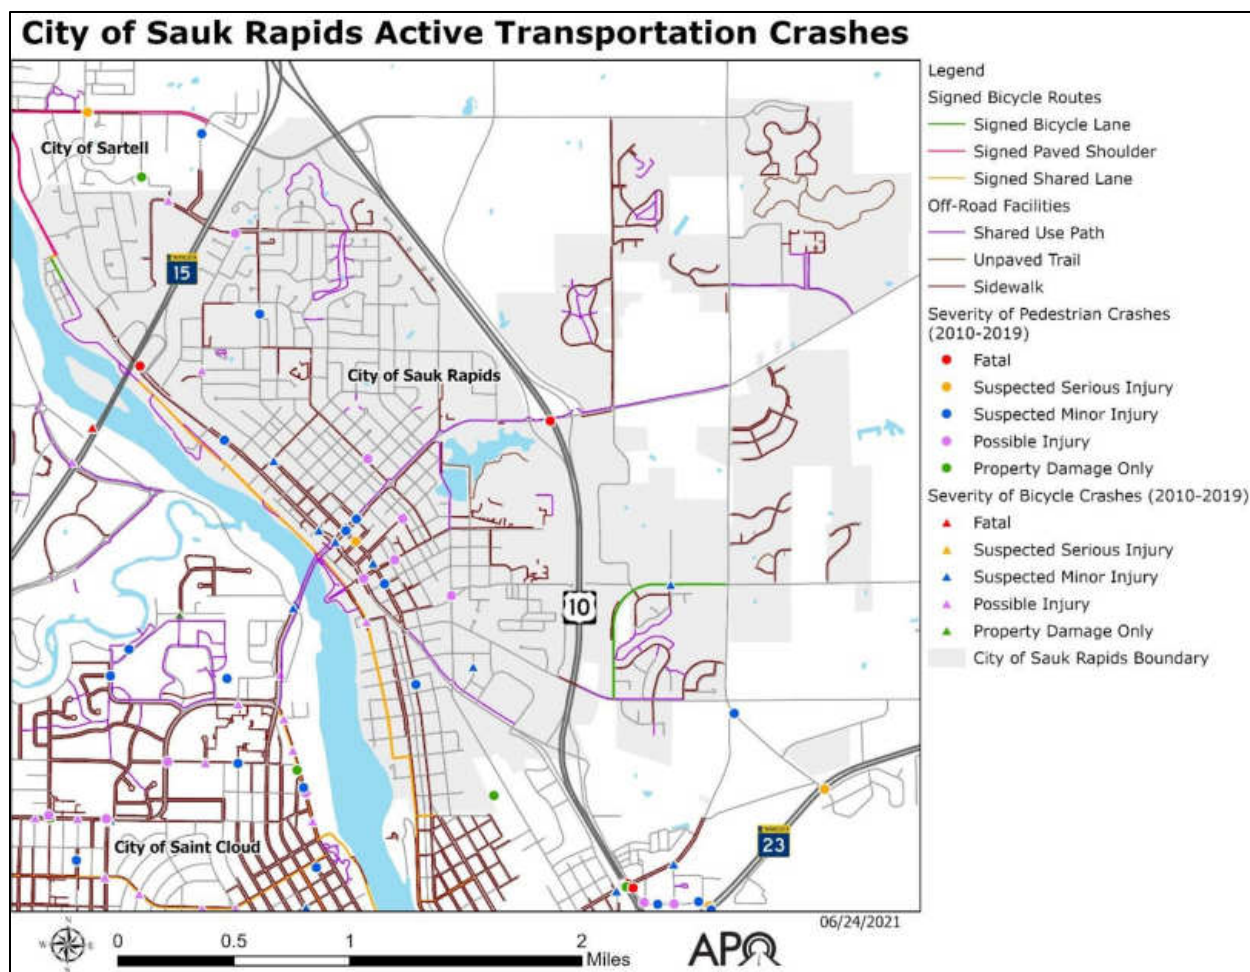 City of Sauk Rapids Active Transportation Crashes
Legend
Signed Bicycle Routes
Signed Bicycle Lane
Signed Paved Shoulder
Signed Shared Lane
Off-Road Facilities
Shared Use Path
Unpaved Trail
Sidewalk
Severity of Pedestrian Crashes
(2010-2019)
Fatal
Suspected Serious Injury
Suspected Minor Injury
Possible Injury
Property Damage Only
Severity of Bicycle Crashes (2010-2019)
Fatal
Suspected Serious Injury
Suspected Minor Injury
Possible Injury
Property Damage Only
City of Sauk Rapids Boundary
City of Sartell
15
City of Sauk Rapids
10
23
City of Saint Cloud
06/24/2021
N
W E
S
0 0.5 1 2
Miles
APO